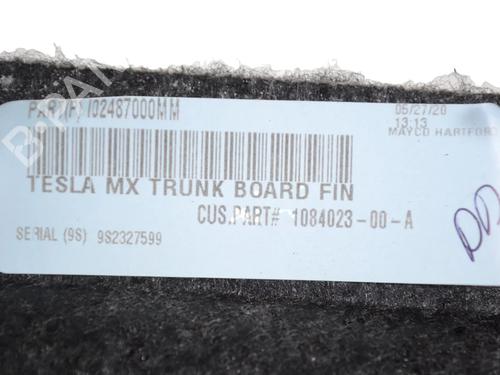 102487000MM
05/27/20
13:13
MAYCO HARTFORD
TESLA MX TRUNK BOARD FIN
CUS.PART# 1084023-00-A
SERIAL (9S) 9S2327599
B-PARTS